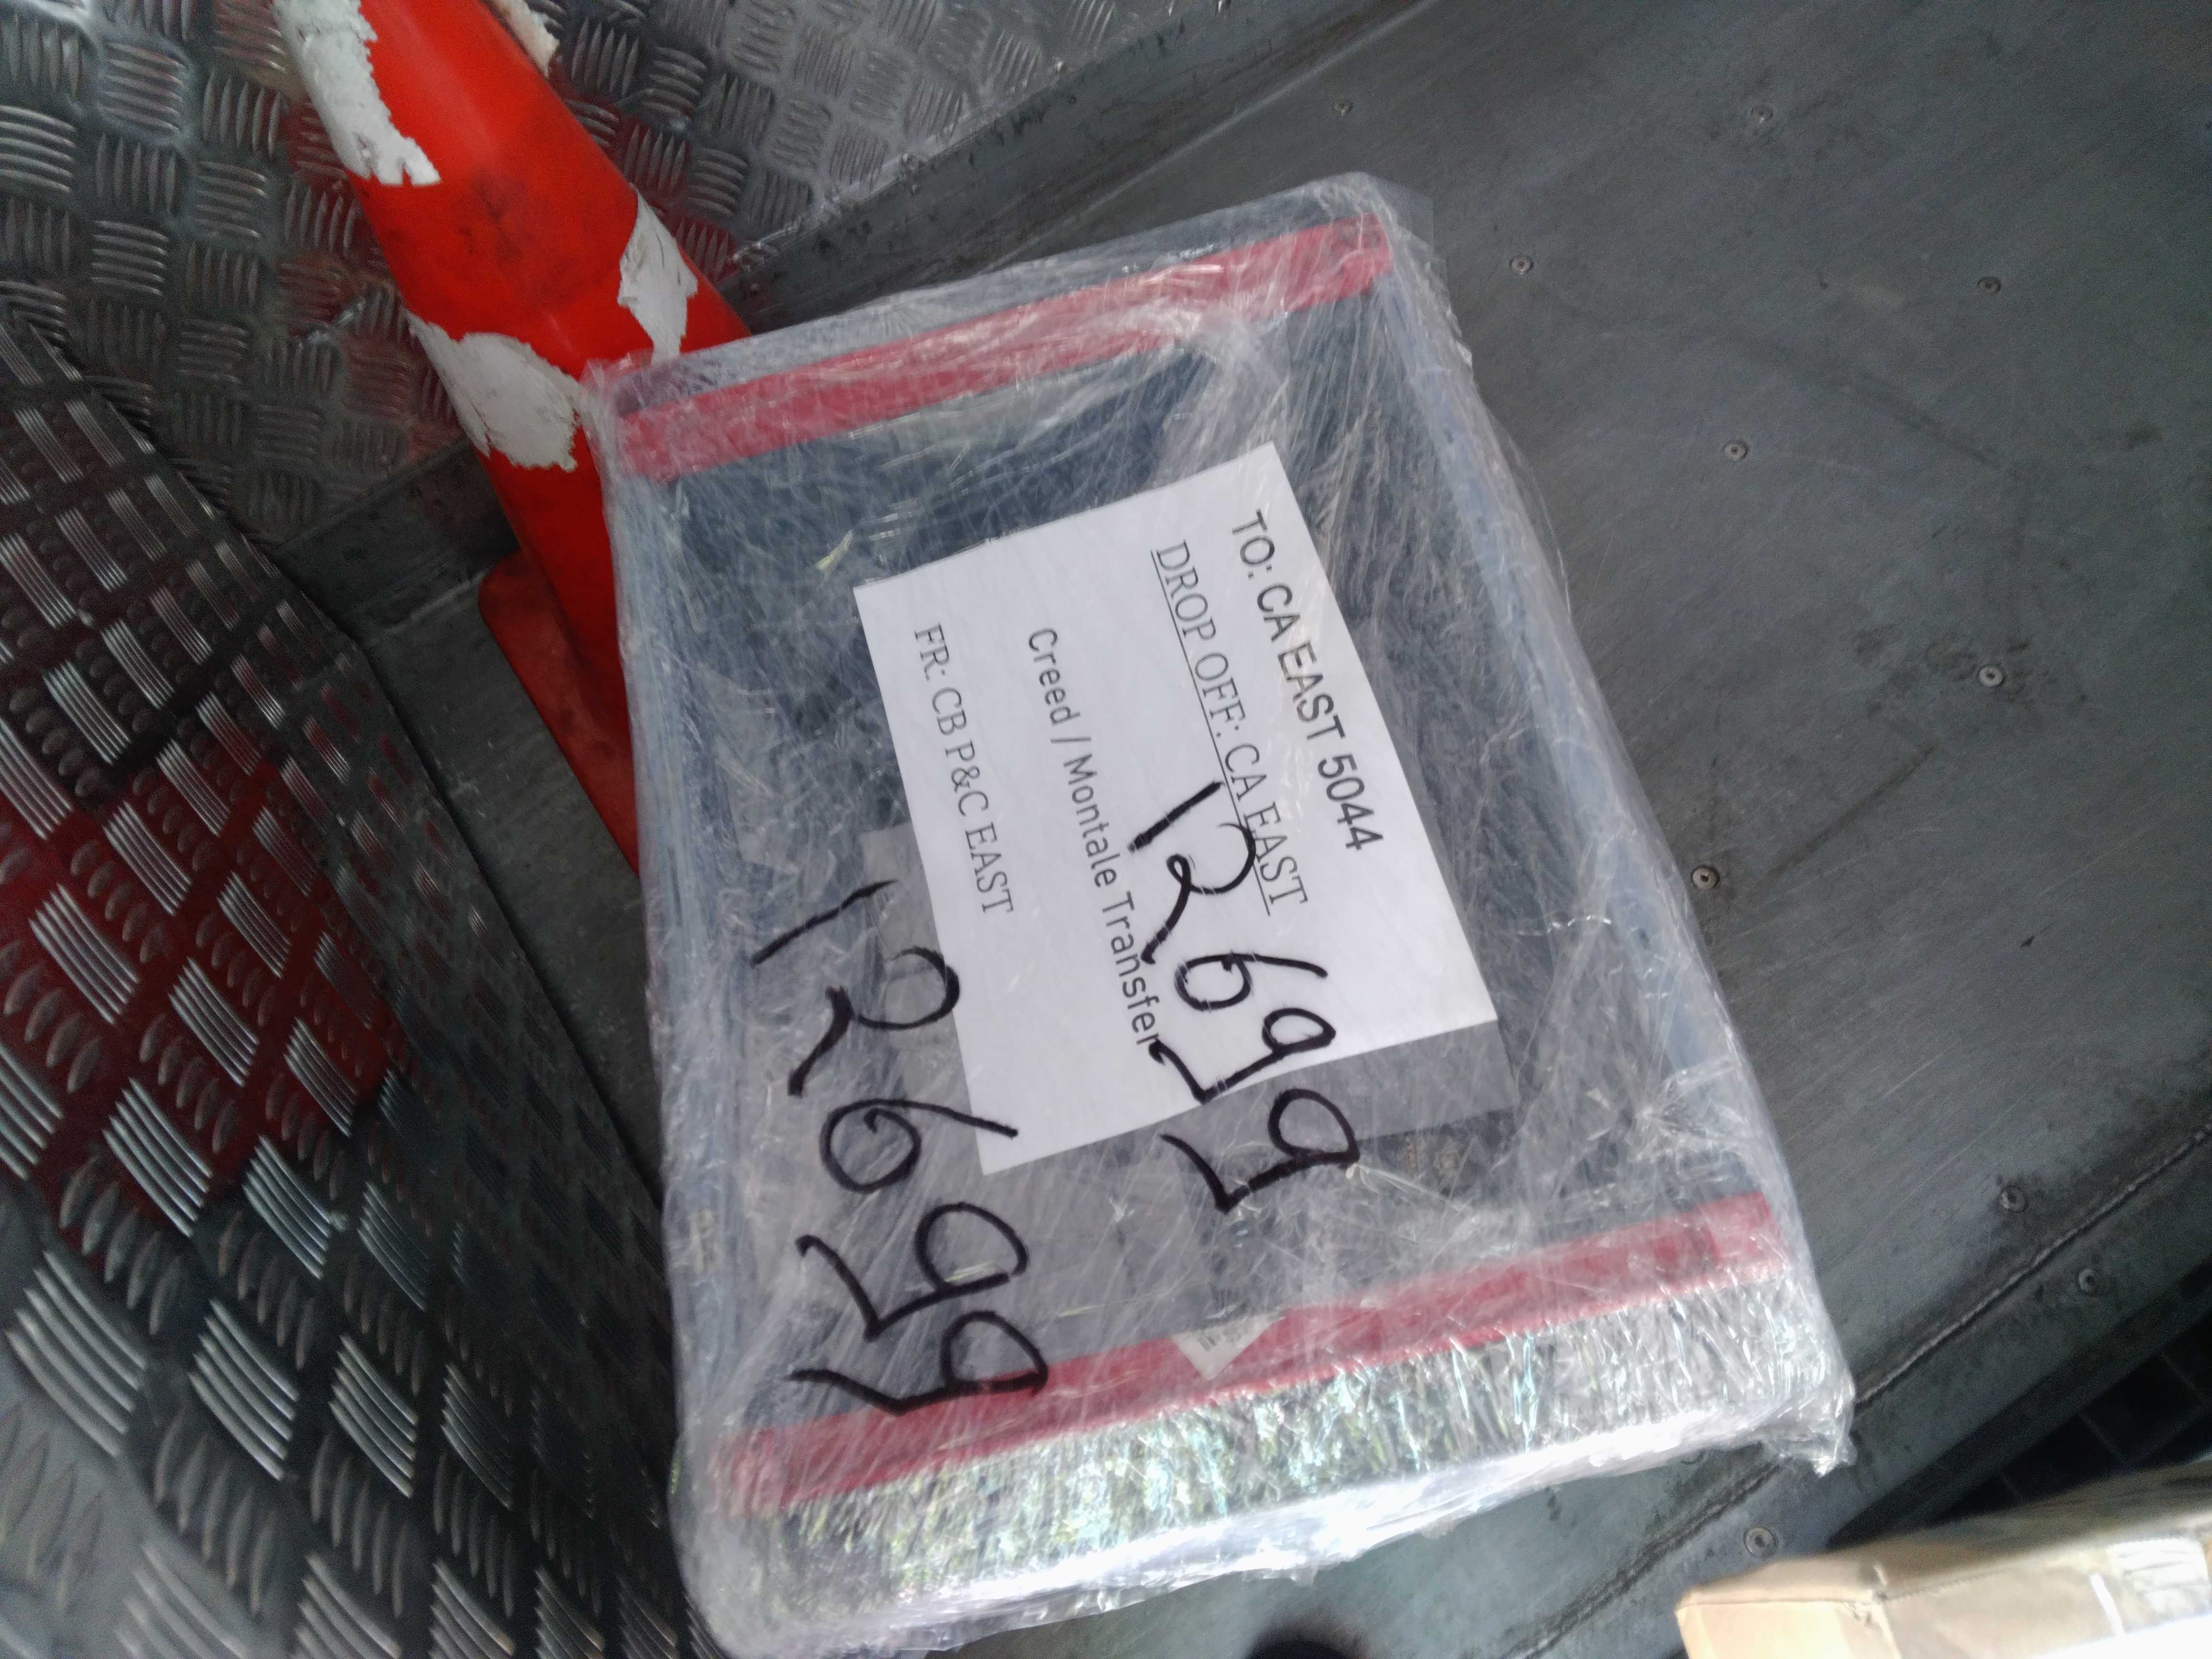 TO: CA EAST 5044
DROP OFF: CA EAST
Creed / Montale Transfer
FR: CB P&C EAST
12699
12699